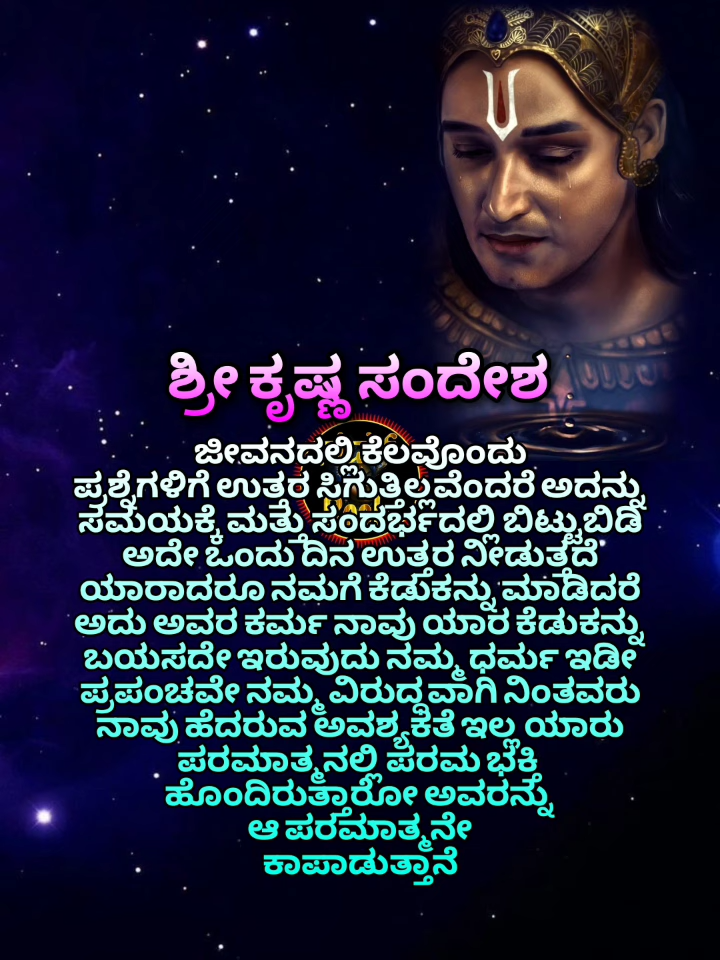 ಶ್ರೀ ಕೃಷ್ಣ ಸಂದೇಶ
ಜೀವನದಲ್ಲಿ ಕೆಲವೊಂದು
ಪ್ರಶ್ನೆಗಳಿಗೆ ಉತ್ತರ ಸಿಗುತ್ತಿಲ್ಲವೆಂದರೆ ಅದನ್ನು
ಸಮಯಕ್ಕೆ ಮತ್ತು ಸಂದರ್ಭದಲ್ಲಿ ಬಿಟ್ಟುಬಿಡಿ
ಅದೇ ಒಂದು ದಿನ ಉತ್ತರ ನೀಡುತ್ತದೆ
ಯಾರಾದರೂ ನಮಗೆ ಕೆಡುಕನ್ನು ಮಾಡಿದರೆ
ಅದು ಅವರ ಕರ್ಮ ನಾವು ಯಾರ ಕೆಡುಕನ್ನು
ಬಯಸದೇ ಇರುವುದು ನಮ್ಮ ಧರ್ಮ ಇಡೀ
ಪ್ರಪಂಚವೇ ನಮ್ಮ ವಿರುದ್ಧವಾಗಿ ನಿಂತವರು
ನಾವು ಹೆದರುವ ಅವಶ್ಯಕತೆ ಇಲ್ಲ ಯಾರು
ಪರಮಾತ್ಮನಲ್ಲಿ ಪರಮ ಭಕ್ತಿ
ಹೊಂದಿರುತ್ತಾರೋ ಅವರನ್ನು
ಆ ಪರಮಾತ್ಮನೇ
ಕಾಪಾಡುತ್ತಾನೆ